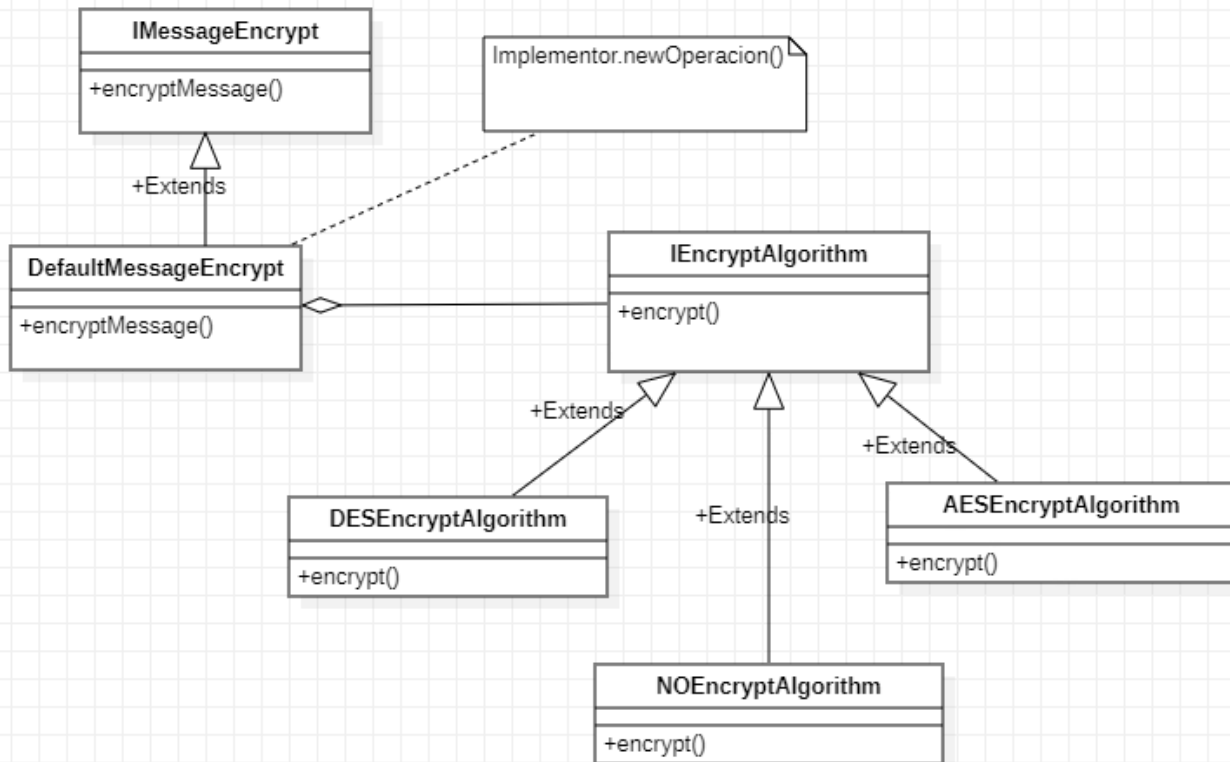 IMessageEncrypt
+encryptMessage()
Implementor.newOperacion()
+Extends
DefaultMessageEncrypt
+encryptMessage()
IEncryptAlgorithm
+encrypt()
+Extends
+Extends
+Extends
DESEncryptAlgorithm
+encrypt()
AESEncryptAlgorithm
+encrypt()
NOEncryptAlgorithm
+encrypt()